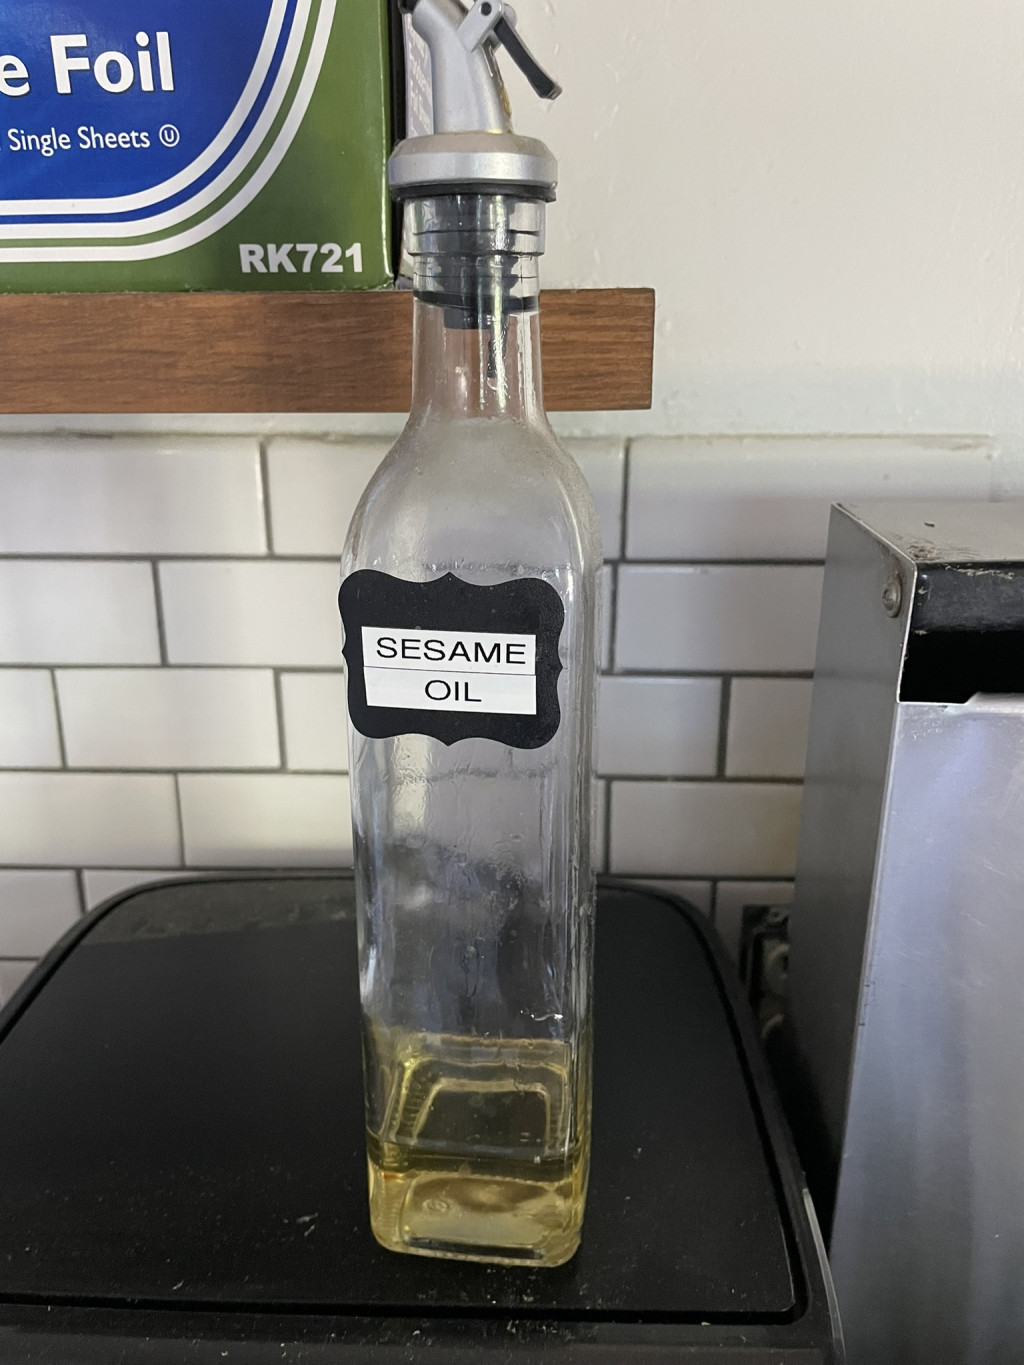 e Foil
Single Sheets Ⓤ
RK721
SESAME
OIL